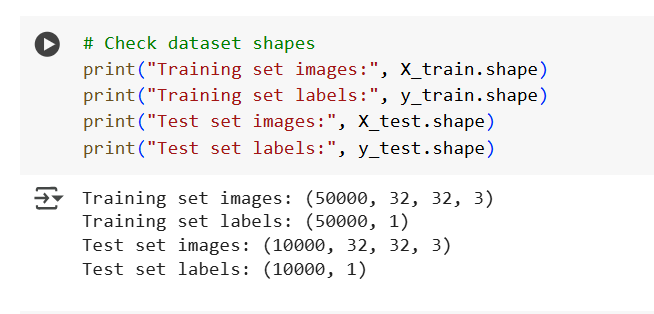 # Check dataset shapes
print("Training set images:", X_train.shape)
print("Training set labels:", y_train.shape)
print("Test set images:", X_test.shape)
print("Test set labels:", y_test.shape)
Training set images: (50000, 32, 32, 3)
Training set labels: (50000, 1)
Test set images: (10000, 32, 32, 3)
Test set labels: (10000, 1)